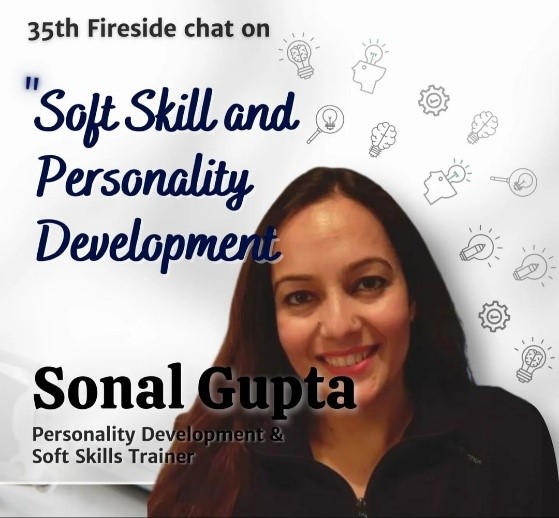 35th Fireside chat on
"Soft Skill and
Personality
Development
Sonal Gupta
Personality Development &
Soft Skills Trainer